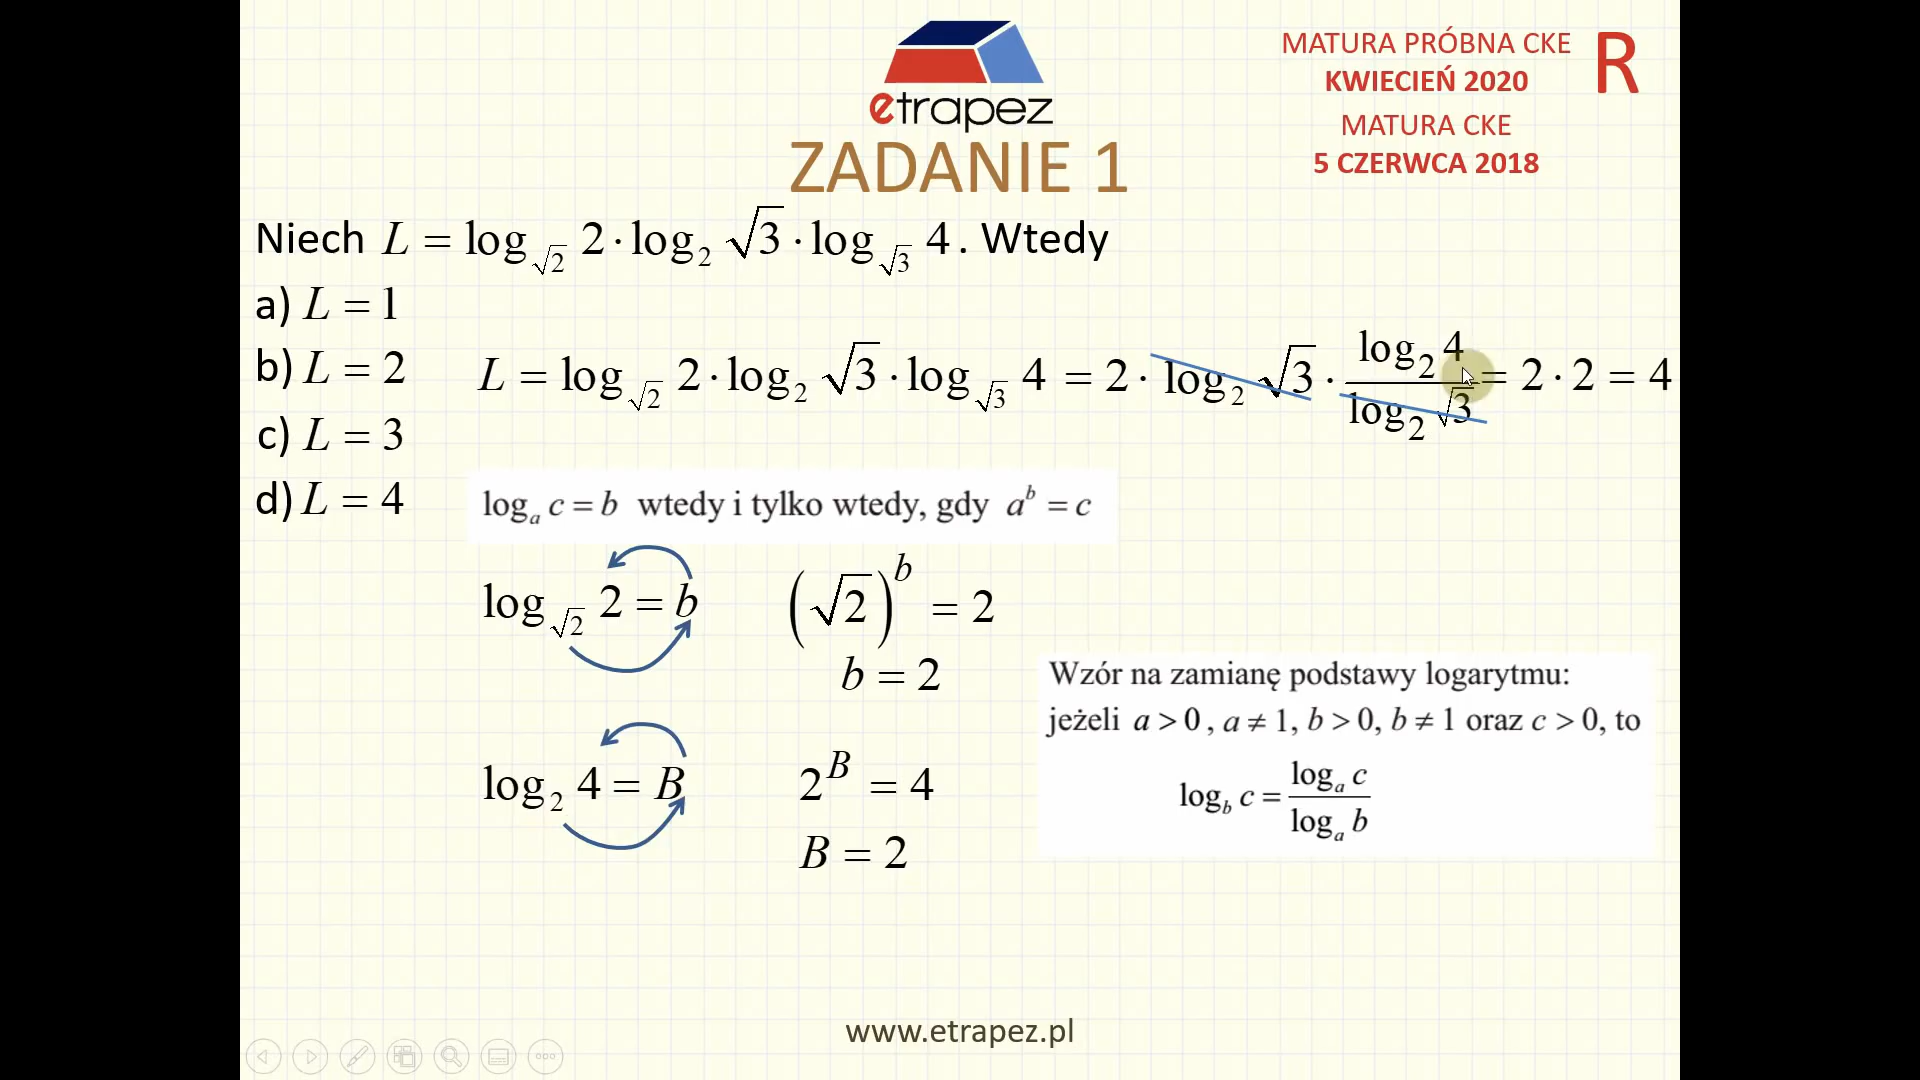 etrapez
MATURA PRÓBNA CKE
KWIECIEŃ 2020
R
MATURA CKE
5 CZERWCA 2018
ZADANIE 1
Niech L = log_{√2} 2 · log_2 √3 · log_{√3} 4. Wtedy
a) L = 1
b) L = 2
c) L = 3
d) L = 4
L = log_{√2} 2 · log_2 √3 · log_{√3} 4 = 2 · log_2 √3 · \frac{log_2 4}{log_2 √3} = 2 · 2 = 4
log_a c = b wtedy i tylko wtedy, gdy a^b = c
log_{√2} 2 = b
(√2)^b = 2
b = 2
log_2 4 = B
2^B = 4
B = 2
Wzór na zamianę podstawy logarytmu:
jeżeli a > 0, a ≠ 1, b > 0, b ≠ 1 oraz c > 0, to
log_b c = \frac{log_a c}{log_a b}
www.etrapez.pl